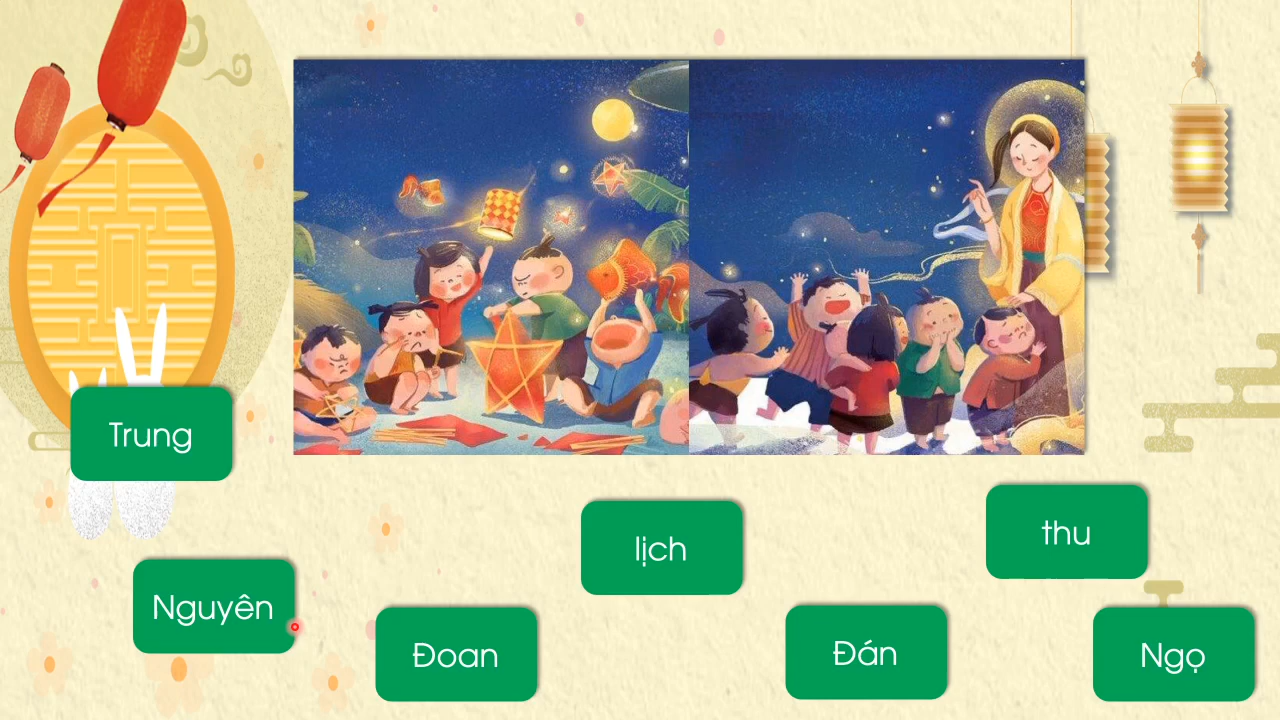 Trung
lịch
thu
Nguyên
Đoan
Đán
Ngọ